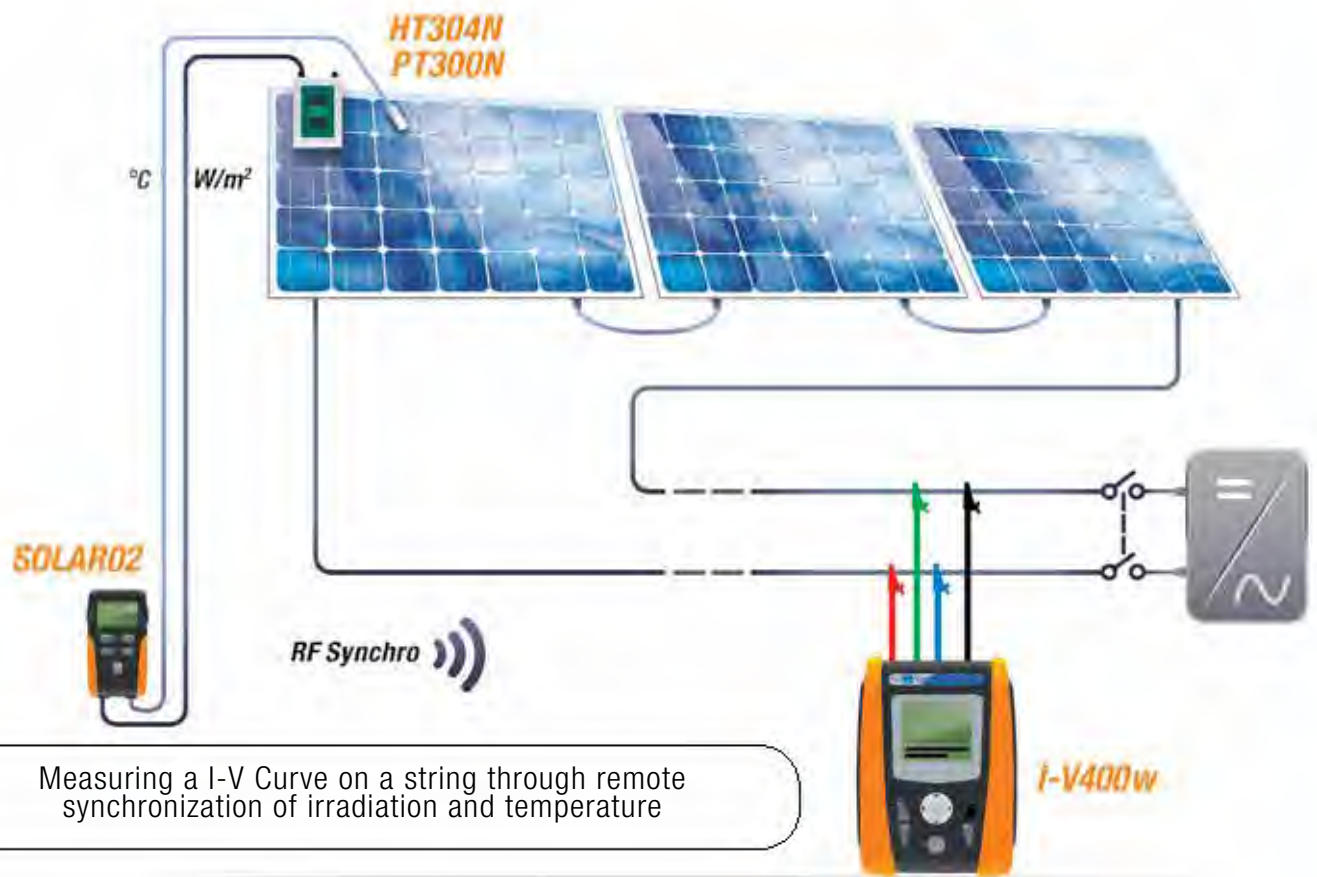 HT304N
PT300N
°C
W/m²
SOLAR02
RF Synchro
I-V400w
Measuring a I-V Curve on a string through remote
synchronization of irradiation and temperature